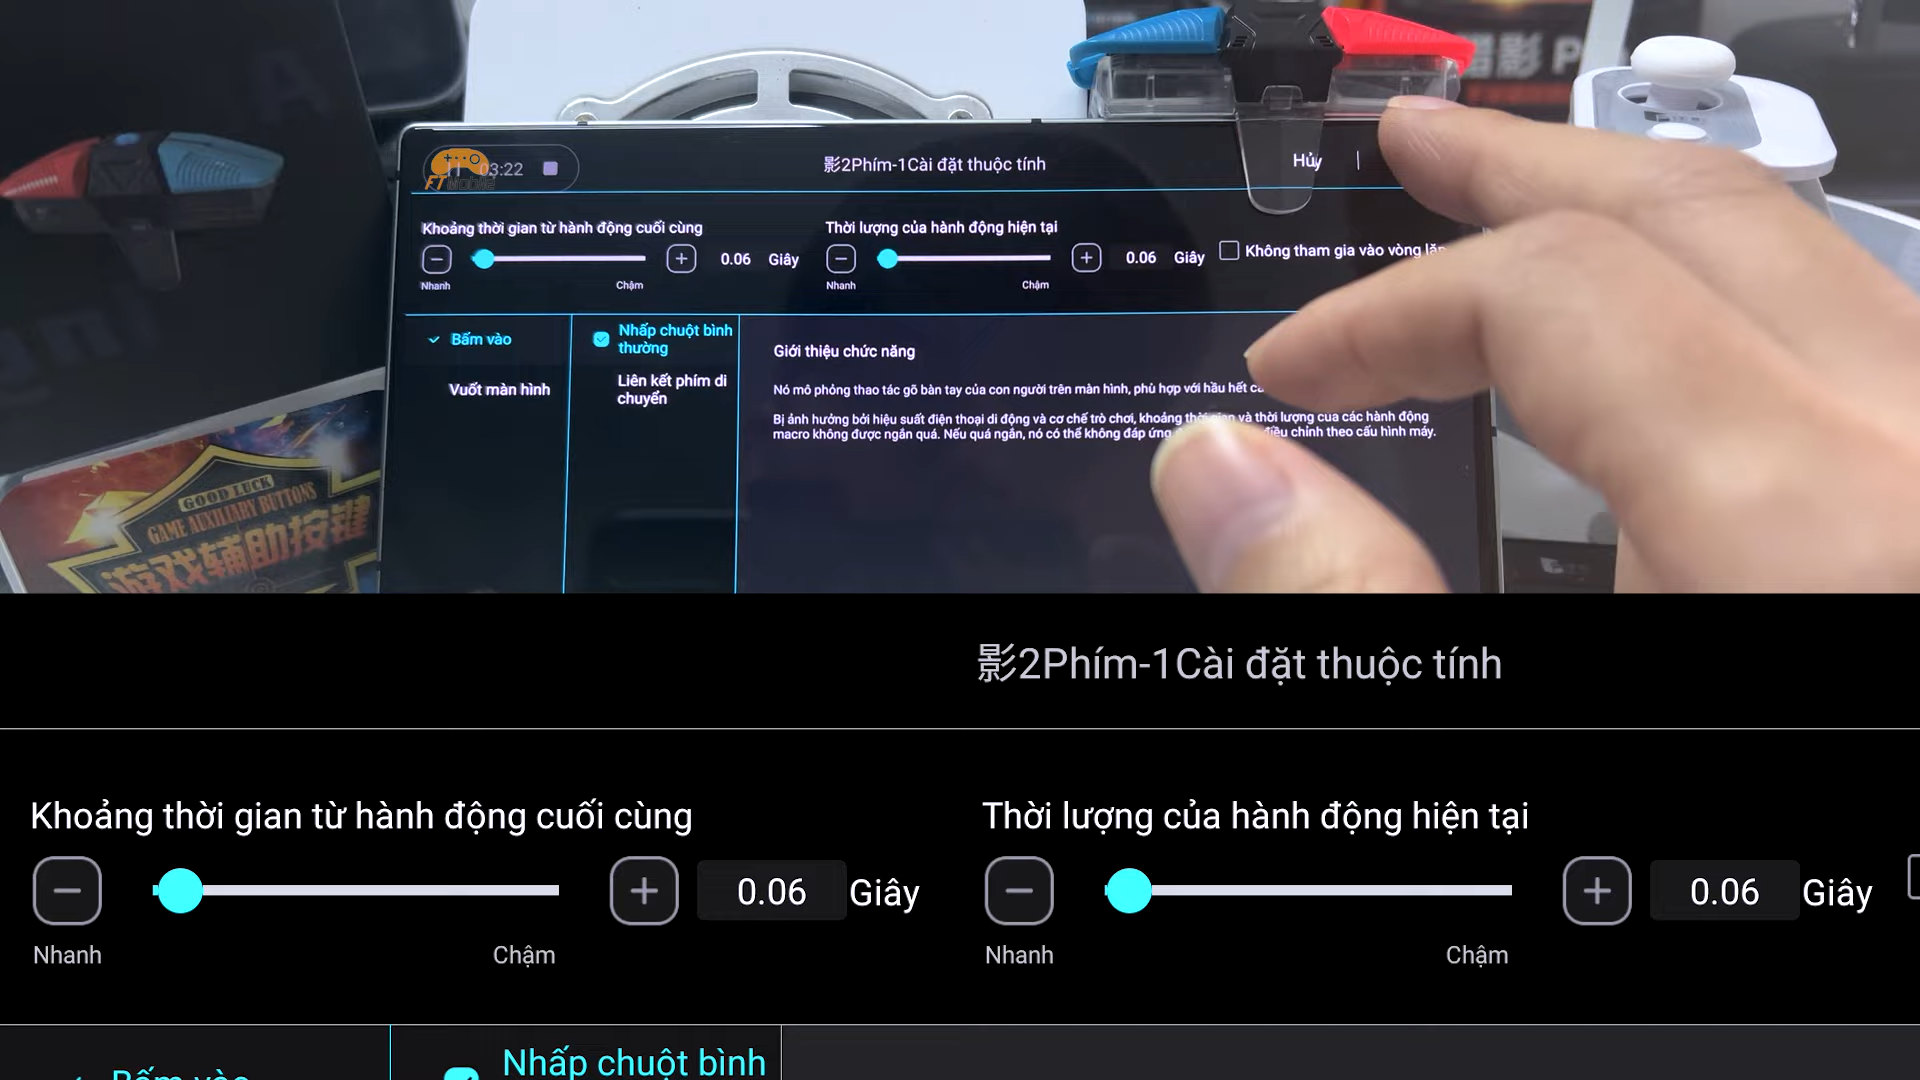 03:22
FT Mobile
影2Phím-1Cài đặt thuộc tính
Hủy
Khoảng thời gian từ hành động cuối cùng
Thời lượng của hành động hiện tại
0.06 Giây
0.06 Giây
Không tham gia vào vòng
Nhanh
Chậm
Nhanh
Chậm
Bấm vào
Nhấp chuột bình
thường
Vuốt màn hình
Liên kết phím di
chuyển
Giới thiệu chức năng
Nó mô phỏng thao tác gõ bàn tay của con người trên màn hình, phù hợp với hầu hết
Bị ảnh hưởng bởi hiệu suất điện thoại di động và cơ chế trò chơi, khoảng thời gian và thời lượng của các hành động
macro không được ngắn quá. Nếu quá ngắn, nó có thể không đáp ứng điều chỉnh theo cấu hình máy.
GOOD LUCK
GAME AUXILIARY BUTTONS
游戏辅助按键
影2Phím-1Cài đặt thuộc tính
Khoảng thời gian từ hành động cuối cùng
Thời lượng của hành động hiện tại
0.06 Giây
0.06 Giây
Nhanh
Chậm
Nhanh
Chậm
Bấm vào
Nhấp chuột bình